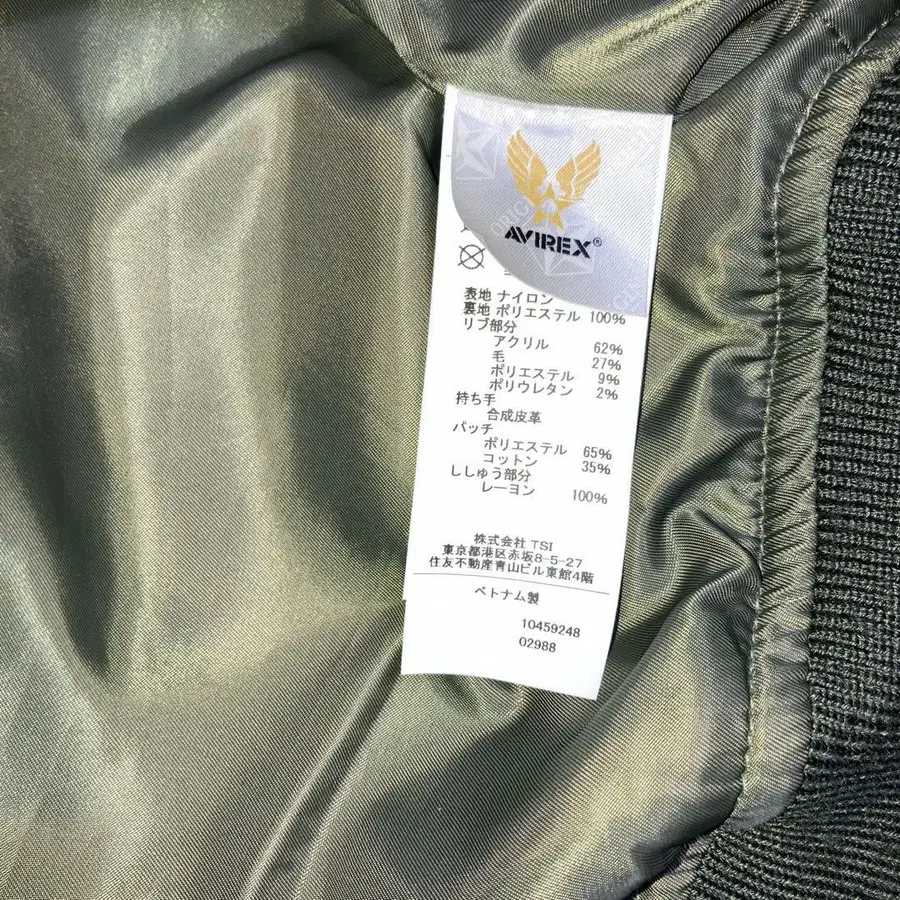 AVIREX®
表地 ナイロン
裏地 ポリエステル 100%
リブ部分
アクリル 62%
毛 27%
ポリエステル 9%
ポリウレタン 2%
持ち手
合成皮革
パッチ
ポリエステル 65%
コットン 35%
ししゅう部分
レーヨン 100%
株式会社 TSI
東京都港区赤坂8-5-27
住友不動産青山ビル東館4階
ベトナム製
10459248
02988